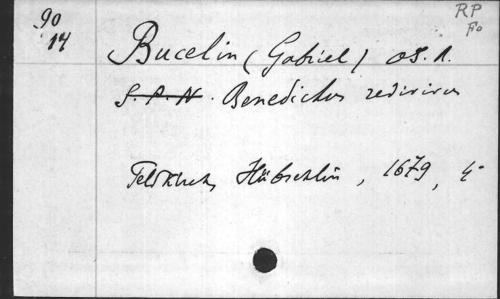 90
14
RP
Fo
Bucelin (Gabriel) OS. B.
S. P. N. Benedictus redivivus
Feldkirch, Hübschlin, 1679, 4°